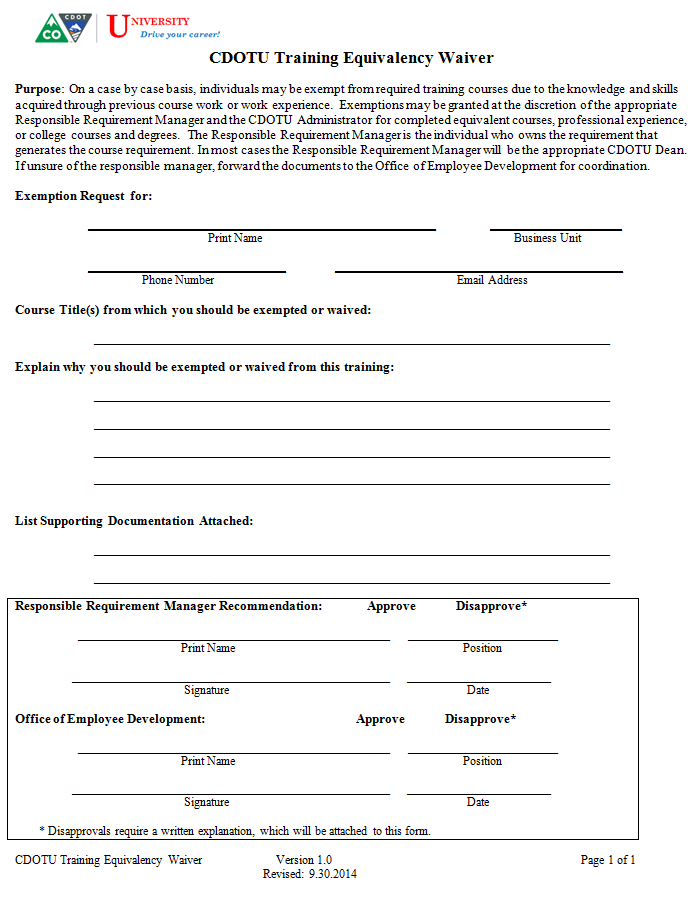 CO CDOT UNIVERSITY
Drive your career!
CDOTU Training Equivalency Waiver
Purpose: On a case by case basis, individuals may be exempt from required training courses due to the knowledge and skills
acquired through previous course work or work experience. Exemptions may be granted at the discretion of the appropriate
Responsible Requirement Manager and the CDOTU Administrator for completed equivalent courses, professional experience,
or college courses and degrees. The Responsible Requirement Manager is the individual who owns the requirement that
generates the course requirement. In most cases the Responsible Requirement Manager will be the appropriate CDOTU Dean.
If unsure of the responsible manager, forward the documents to the Office of Employee Development for coordination.
Exemption Request for:
Print Name Business Unit
Phone Number Email Address
Course Title(s) from which you should be exempted or waived:
Explain why you should be exempted or waived from this training:
List Supporting Documentation Attached:
Responsible Requirement Manager Recommendation: Approve Disapprove*
Print Name Position
Signature Date
Office of Employee Development: Approve Disapprove*
Print Name Position
Signature Date
* Disapprovals require a written explanation, which will be attached to this form.
CDOTU Training Equivalency Waiver Version 1.0 Page 1 of 1
Revised: 9.30.2014